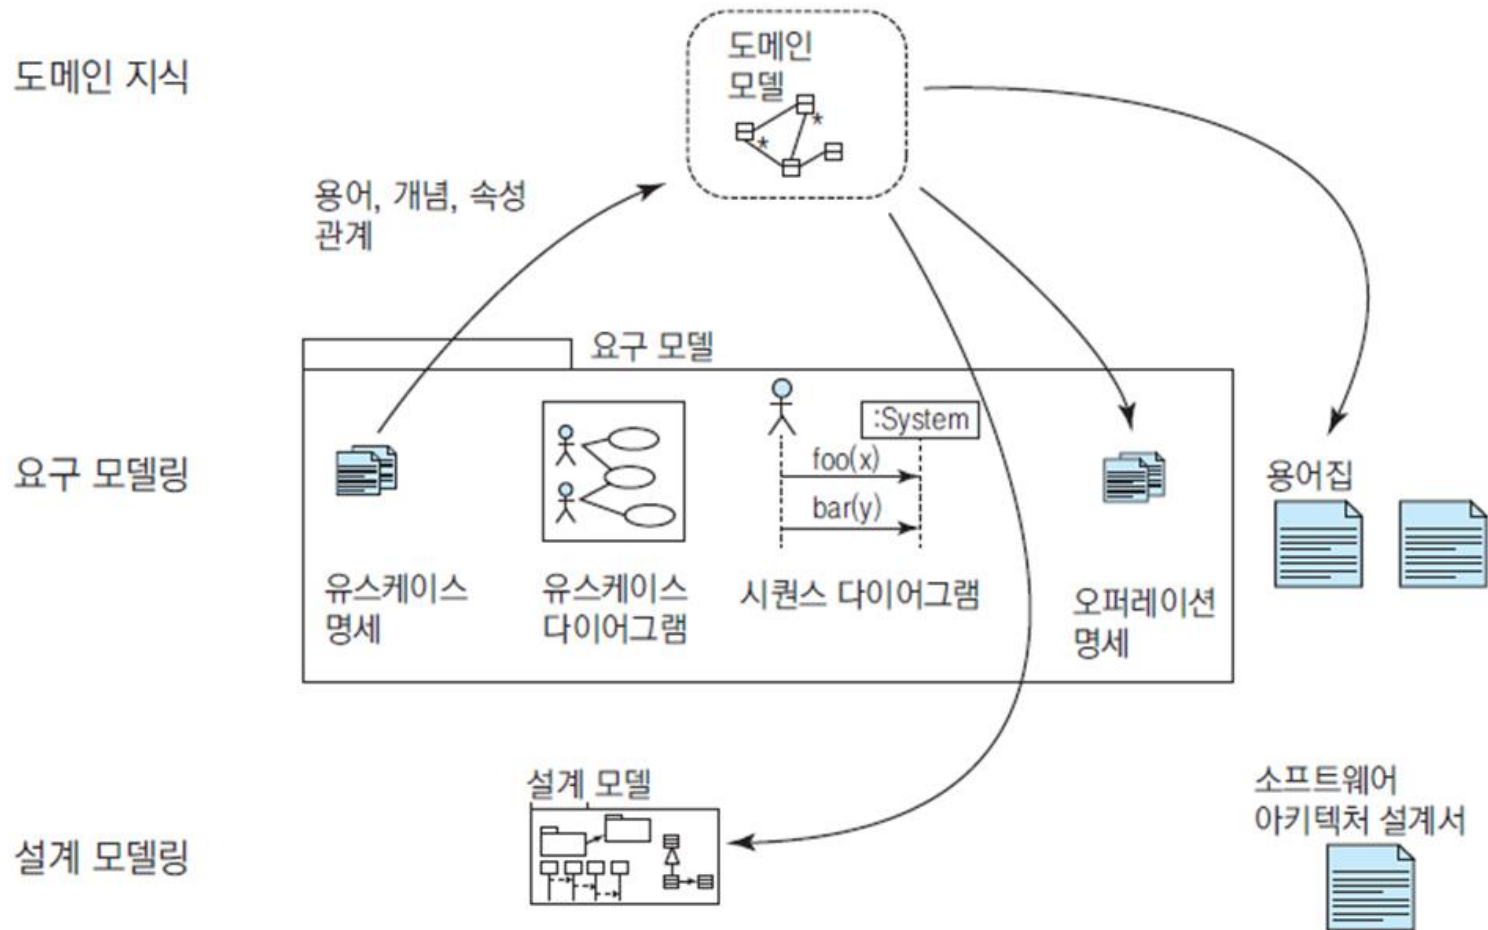 도메인 지식
도메인
모델
*
*
용어, 개념, 속성
관계
요구 모델
요구 모델링
:System
foo(x)
bar(y)
유스케이스
명세
유스케이스
다이어그램
시퀀스 다이어그램
오퍼레이션
명세
용어집
설계 모델링
설계 모델
소프트웨어
아키텍처 설계서